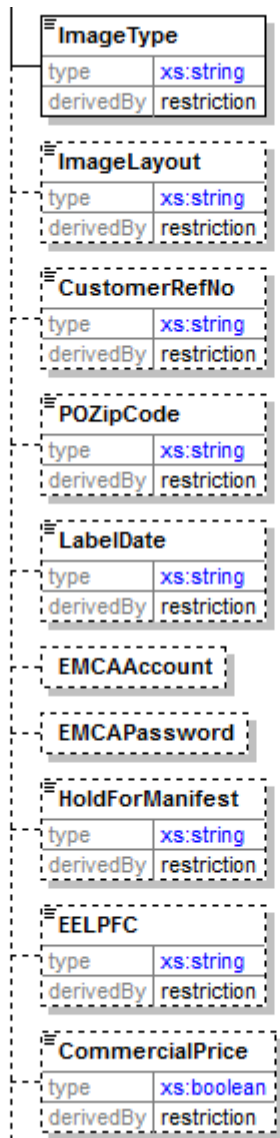 ImageType
type xs:string
derivedBy restriction
ImageLayout
type xs:string
derivedBy restriction
CustomerRefNo
type xs:string
derivedBy restriction
POZipCode
type xs:string
derivedBy restriction
LabelDate
type xs:string
derivedBy restriction
EMCAAccount
EMCAPassword
HoldForManifest
type xs:string
derivedBy restriction
EELPFC
type xs:string
derivedBy restriction
CommercialPrice
type xs:boolean
derivedBy restriction